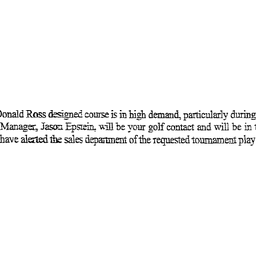 Donald Ross designed course is in high demand, particularly during
Manager, Jason Epstein, will be your golf contact and will be in
have alerted the sales department of the requested tournament play